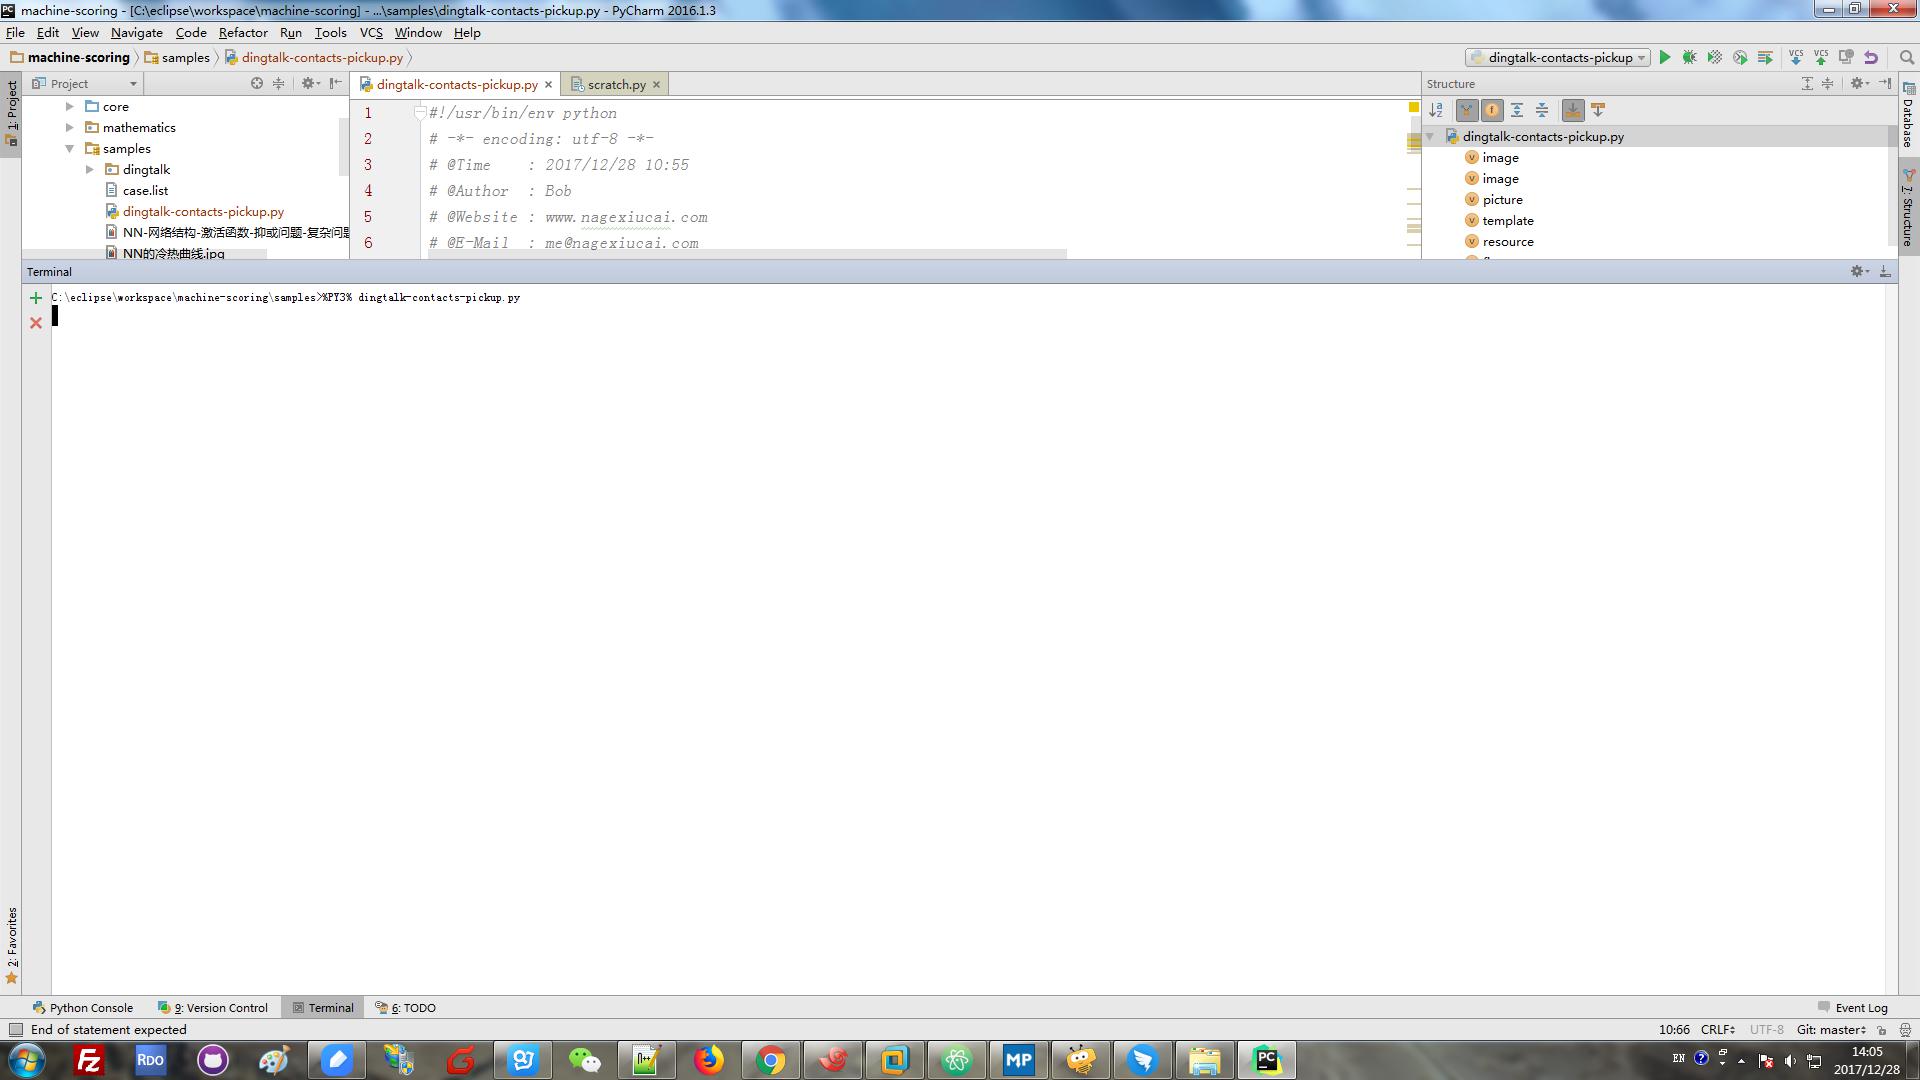 machine-scoring - [C:\eclipse\workspace\machine-scoring] - ...\samples\dingtalk-contacts-pickup.py - PyCharm 2016.1.3
File Edit View Navigate Code Refactor Run Tools VCS Window Help
machine-scoring samples dingtalk-contacts-pickup.py
dingtalk-contacts-pickup
VCS VCS
1: Project
Project
core
mathematics
samples
dingtalk
case.list
dingtalk-contacts-pickup.py
NN-网络结构-激活函数-抑或问题-复杂问题
NN的冷热曲线.jpg
dingtalk-contacts-pickup.py scratch.py
1 #!/usr/bin/env python
2 # -*- encoding: utf-8 -*-
3 # @Time : 2017/12/28 10:55
4 # @Author : Bob
5 # @Website : www.nagexiucai.com
6 # @E-Mail : me@nagexiucai.com
Structure
dingtalk-contacts-pickup.py
image
image
picture
template
resource
Database
7: Structure
Terminal
C:\eclipse\workspace\machine-scoring\samples>%PY3% dingtalk-contacts-pickup.py
2: Favorites
Python Console 9: Version Control Terminal 6: TODO Event Log
End of statement expected 10:66 CRLF UTF-8 Git: master
Fz RDO MP PC
EN 14:05
2017/12/28